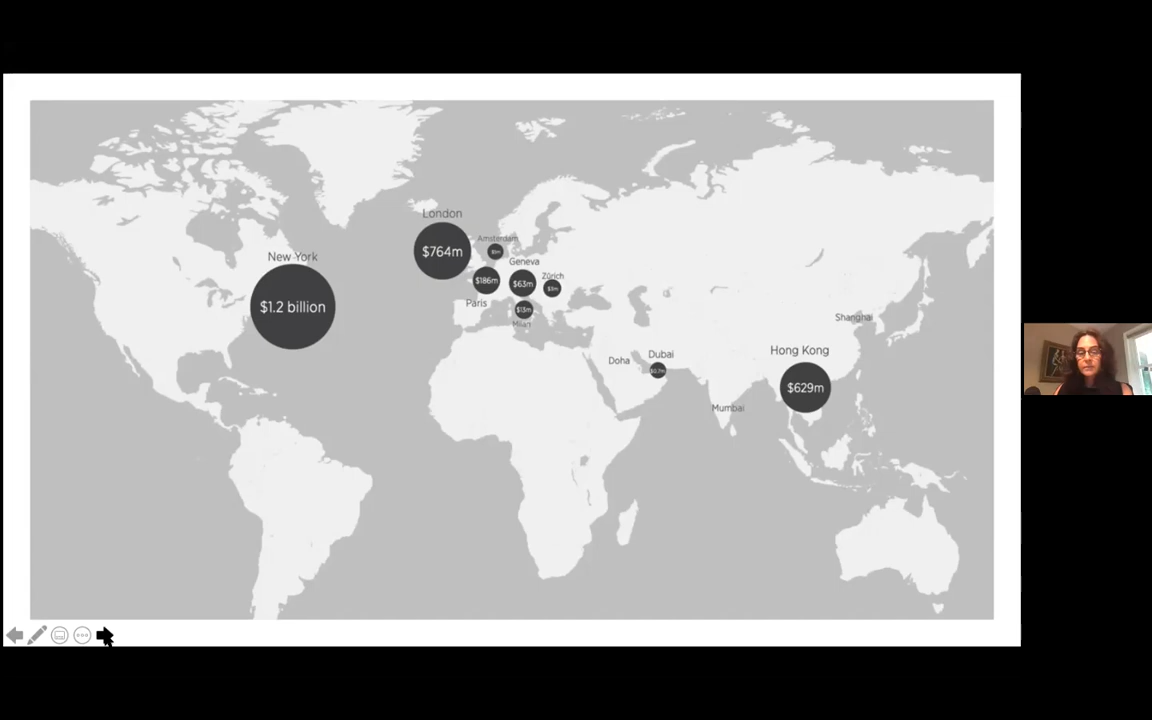 London
$764m
Amsterdam
New York
$1.2 billion
Geneva
$63m
Zürich
$186m
Paris
$13m
Milan
Shanghai
Hong Kong
$629m
Doha
Dubai
Mumbai